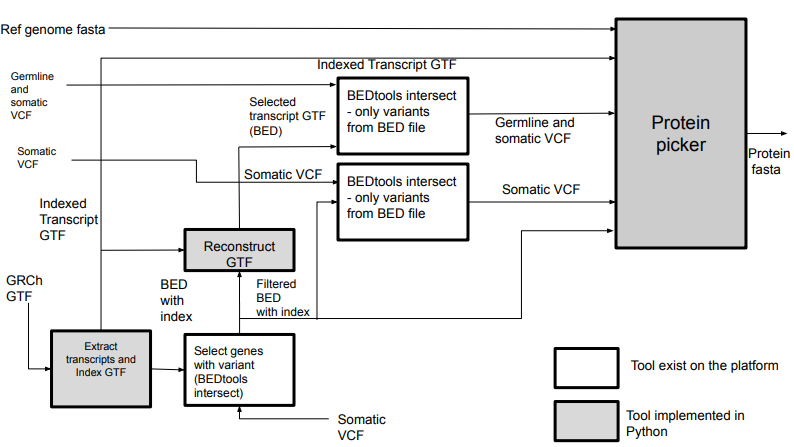 Ref genome fasta
Indexed Transcript GTF
Germline
and
somatic
VCF
Selected
transcript GTF
(BED)
BEDtools intersect
- only variants
from BED file
Germline and
somatic VCF
Protein
picker
Protein
fasta
Somatic
VCF
Somatic VCF
BEDtools intersect
- only variants
from BED file
Somatic VCF
Indexed
Transcript
GTF
Reconstruct
GTF
GRCh
GTF
BED
with
index
Filtered
BED
with index
Extract
transcripts and
Index GTF
Select genes
with variant
(BEDtools
intersect)
Somatic
VCF
Tool exist on the platform
Tool implemented in
Python